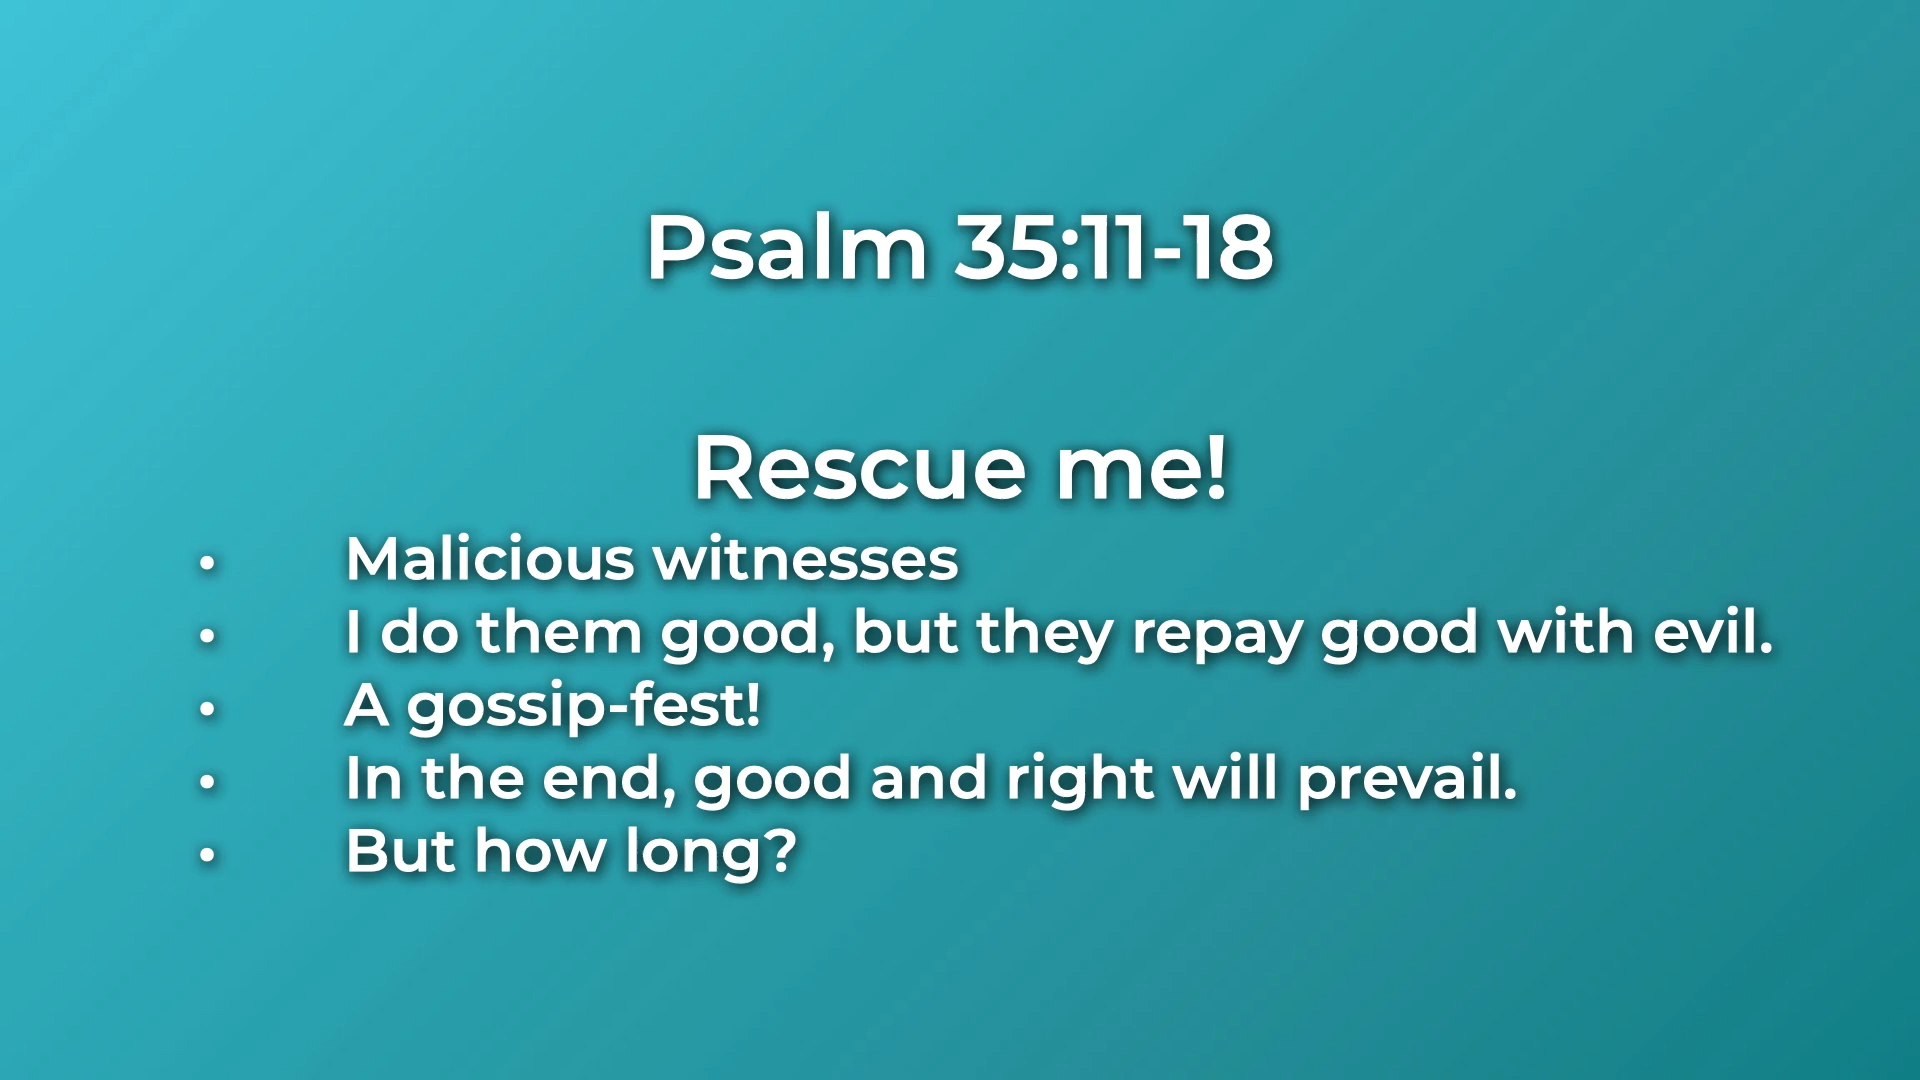 Psalm 35:11-18
Rescue me!
• Malicious witnesses
• I do them good, but they repay good with evil.
• A gossip-fest!
• In the end, good and right will prevail.
• But how long?